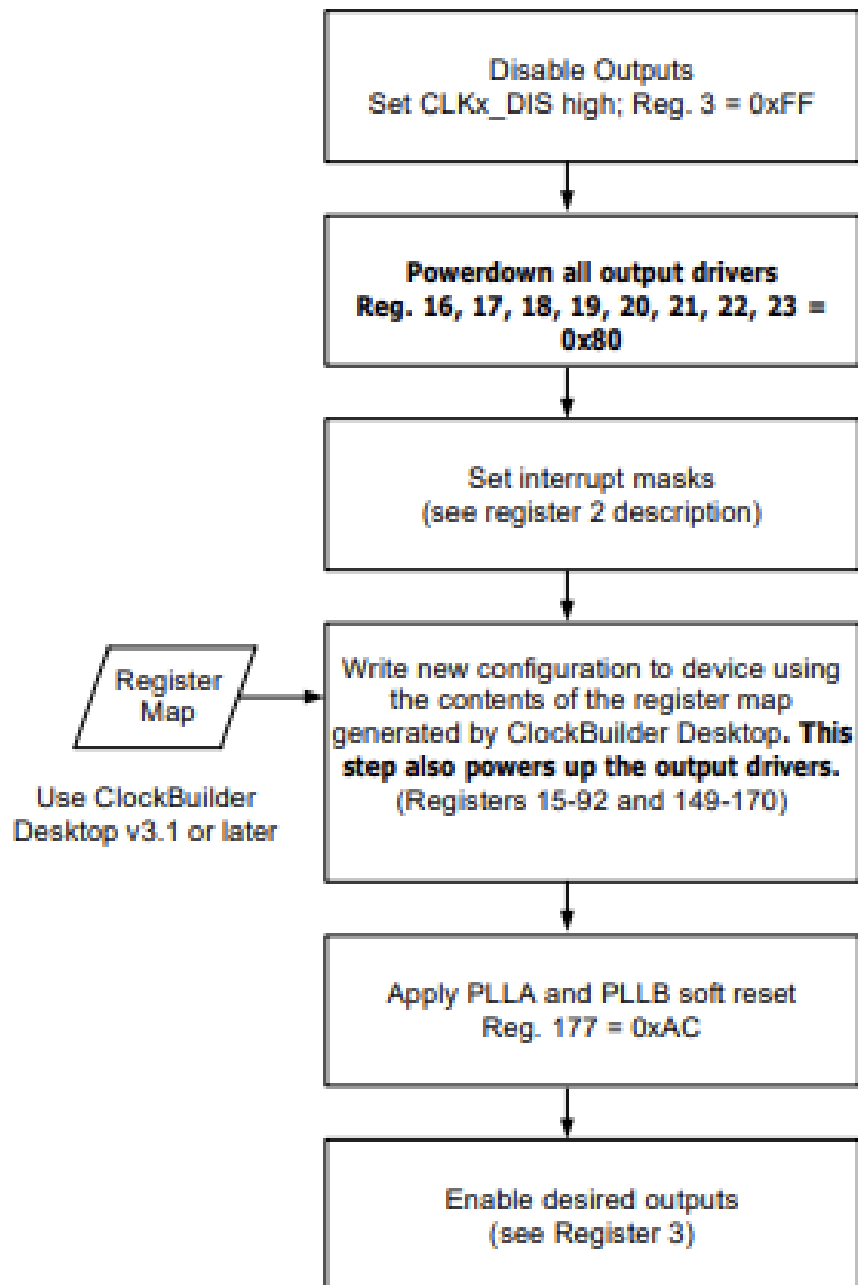 Disable Outputs
Set CLKx_DIS high; Reg. 3 = 0xFF
Powerdown all output drivers
Reg. 16, 17, 18, 19, 20, 21, 22, 23 =
0x80
Set interrupt masks
(see register 2 description)
Register
Map
Use ClockBuilder
Desktop v3.1 or later
Write new configuration to device using
the contents of the register map
generated by ClockBuilder Desktop. This
step also powers up the output drivers.
(Registers 15-92 and 149-170)
Apply PLLA and PLLB soft reset
Reg. 177 = 0xAC
Enable desired outputs
(see Register 3)